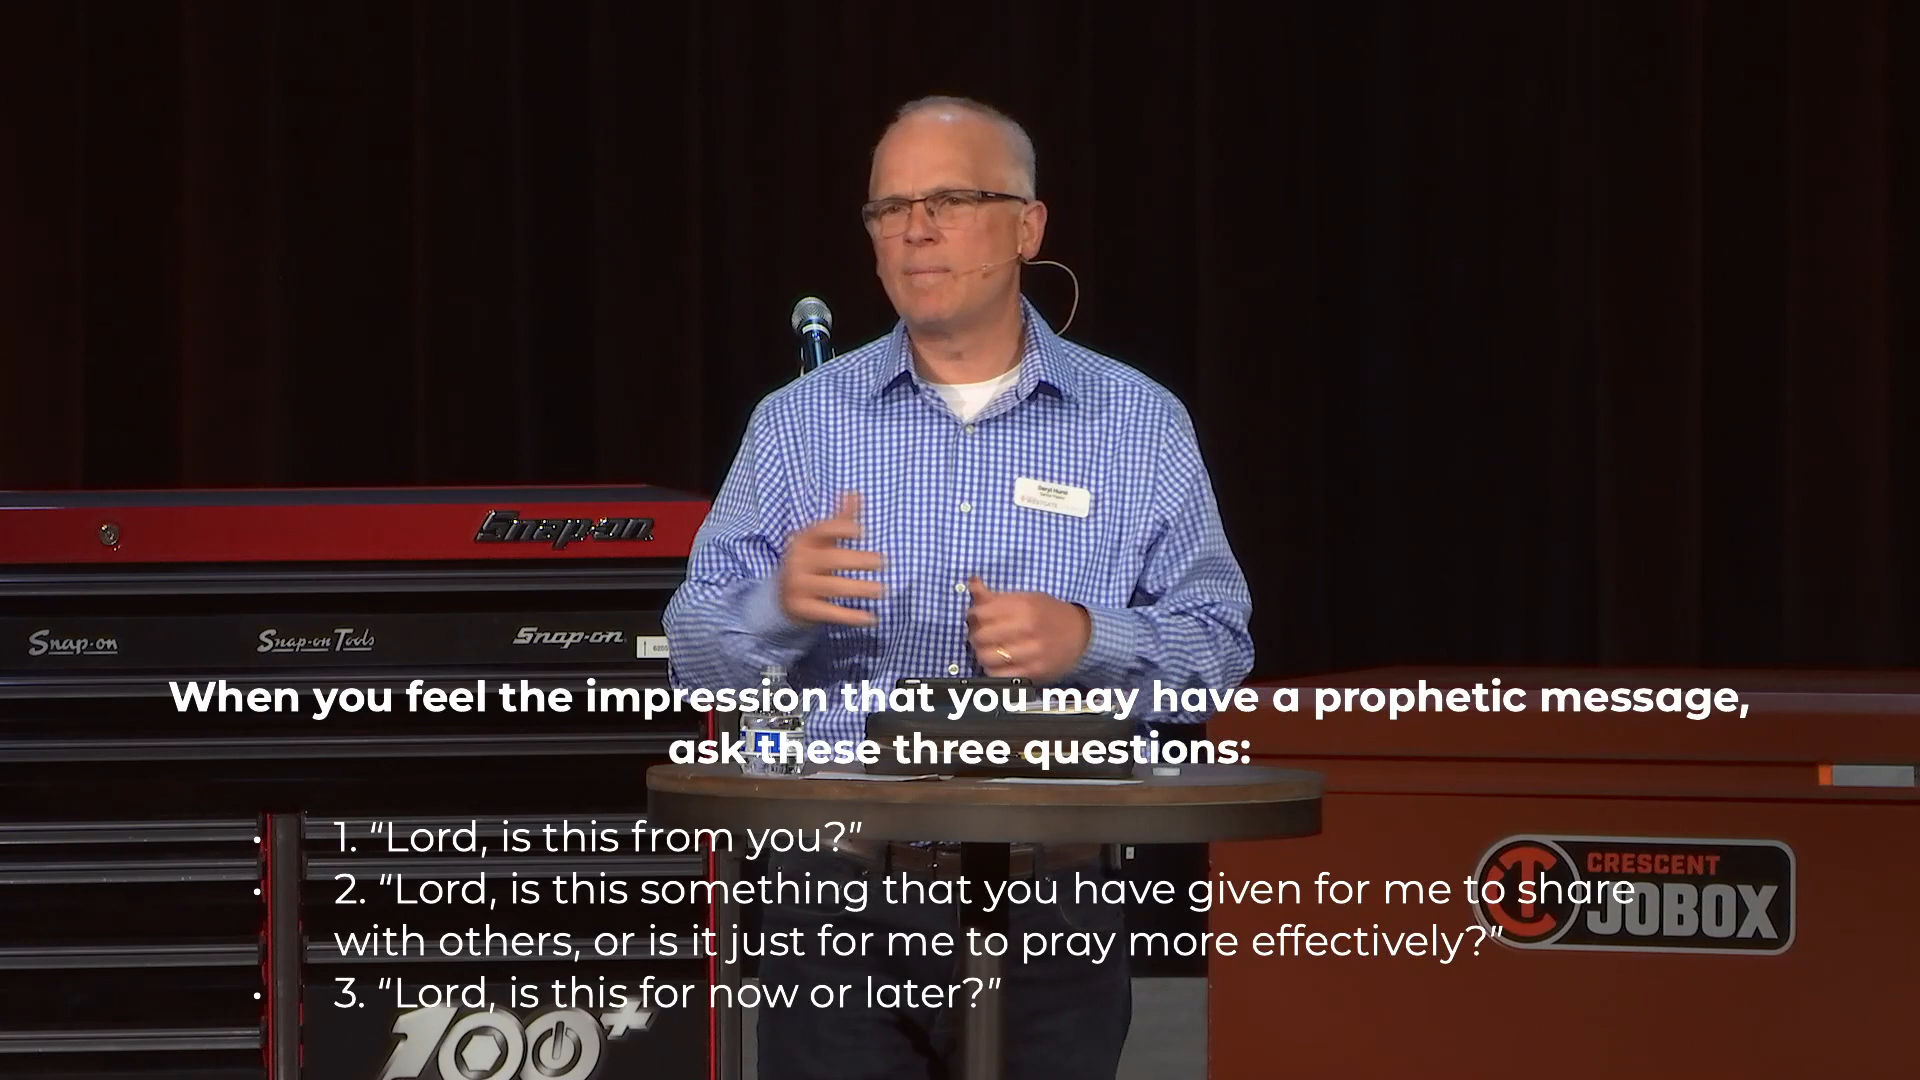 Daryl Hurst
WESTGATE
Snap-on
Snap-on
Snap-on Tools
Snap-on
When you feel the impression that you may have a prophetic message,
ask these three questions:
• 1. “Lord, is this from you?”
• 2. “Lord, is this something that you have given for me to share
with others, or is it just for me to pray more effectively?”
• 3. “Lord, is this for now or later?”
CRESCENT
JOBOX
100+